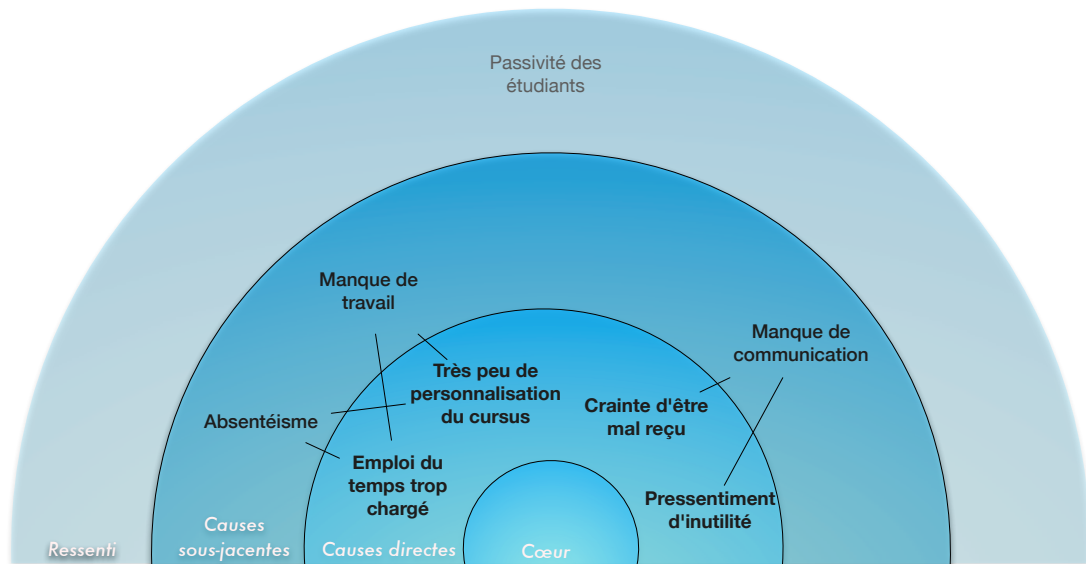 Passivité des
étudiants
Manque de
travail
Manque de
communication
Très peu de
personnalisation
du cursus
Crainte d'être
mal reçu
Absentéisme
Emploi du
temps trop
chargé
Pressentiment
d'inutilité
Ressenti
Causes
sous-jacentes
Causes directes
Cœur